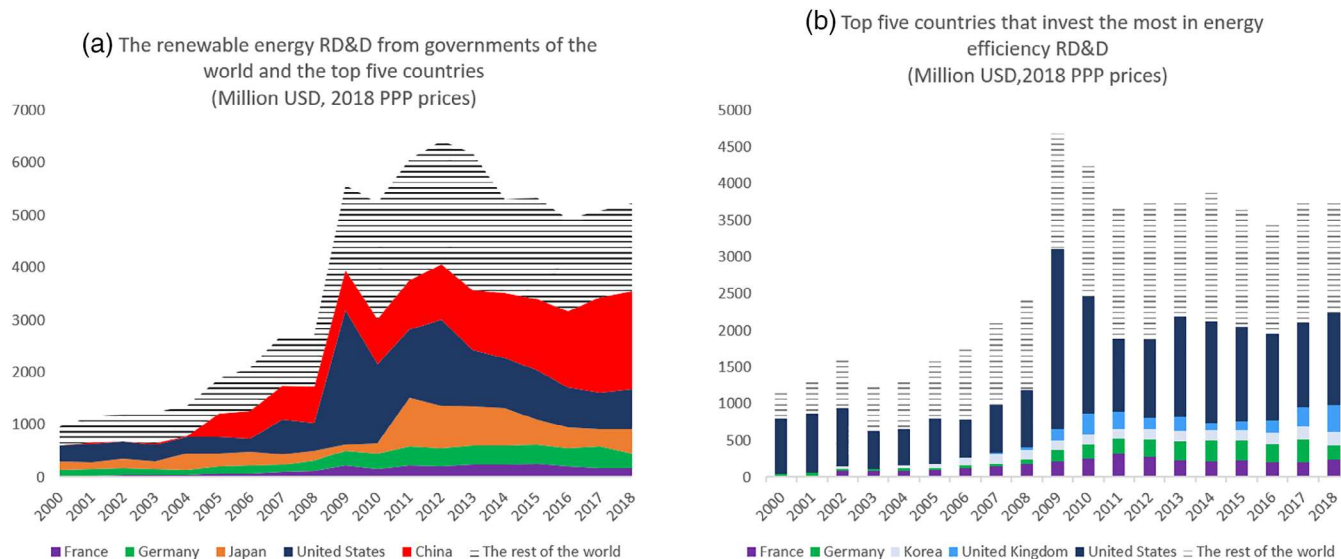 (a) The renewable energy RD&D from governments of the
world and the top five countries
(Million USD, 2018 PPP prices)
7000
6000
5000
4000
3000
2000
1000
0
2000 2001 2002 2003 2004 2005 2006 2007 2008 2009 2010 2011 2012 2013 2014 2015 2016 2017 2018
France Germany Japan United States China The rest of the world
(b) Top five countries that invest the most in energy
efficiency RD&D
(Million USD,2018 PPP prices)
5000
4500
4000
3500
3000
2500
2000
1500
1000
500
0
2000 2001 2002 2003 2004 2005 2006 2007 2008 2009 2010 2011 2012 2013 2014 2015 2016 2017 2018
France Germany Korea United Kingdom United States The rest of the world